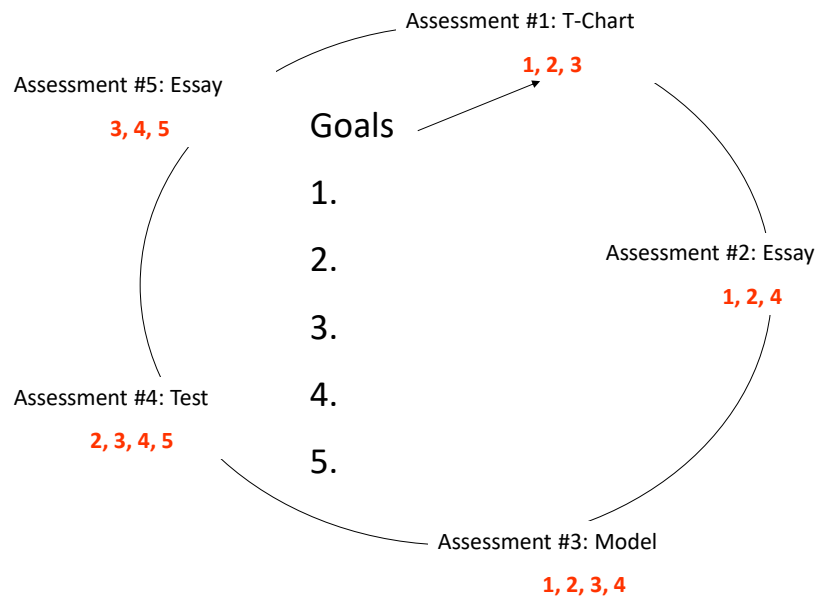 Assessment #1: T-Chart
1, 2, 3
Assessment #5: Essay
3, 4, 5
Goals
1.
2.
3.
4.
5.
Assessment #2: Essay
1, 2, 4
Assessment #4: Test
2, 3, 4, 5
Assessment #3: Model
1, 2, 3, 4